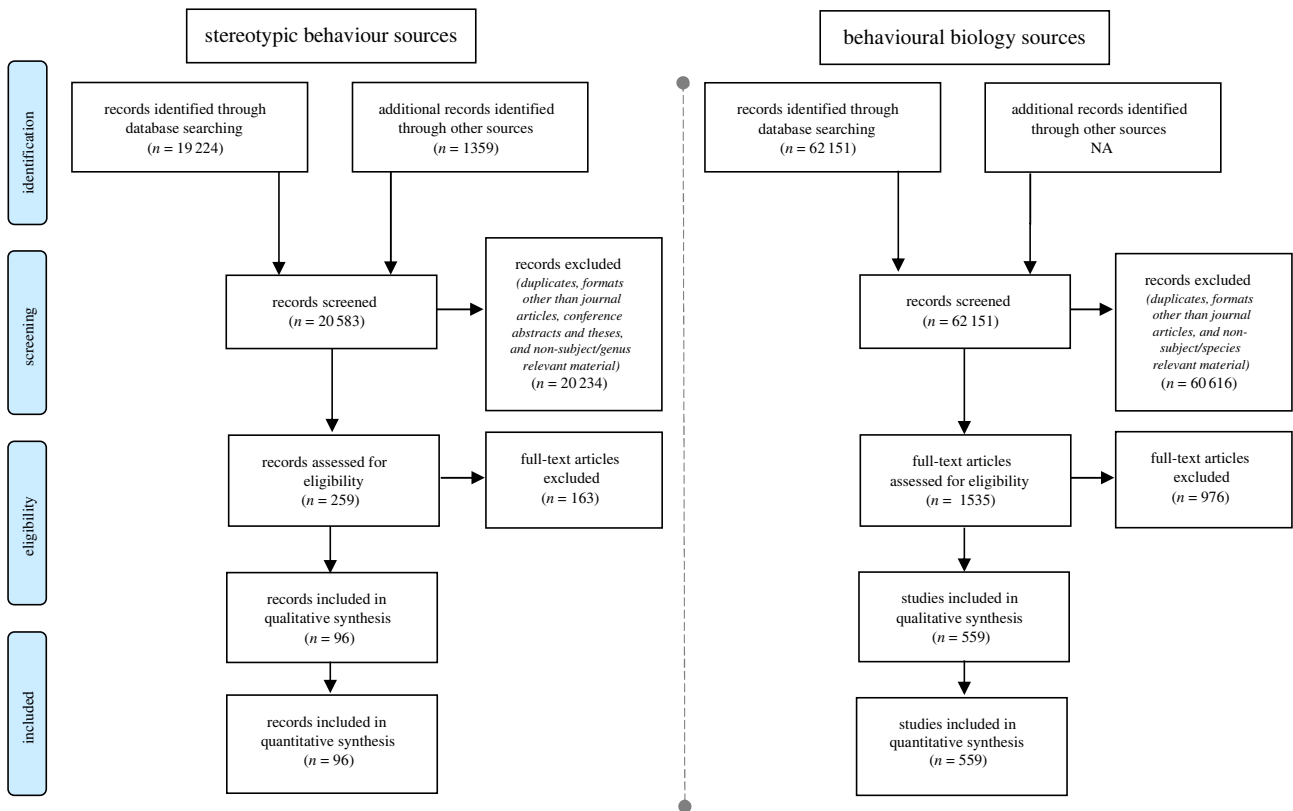 stereotypic behaviour sources
records identified through
database searching
(n = 19 224)
additional records identified
through other sources
(n = 1359)
identification
records screened
(n = 20 583)
records excluded
(duplicates, formats
other than journal
articles, conference
abstracts and theses,
and non-subject/genus
relevant material)
(n = 20 234)
screening
records assessed for
eligibility
(n = 259)
full-text articles
excluded
(n = 163)
eligibility
records included in
qualitative synthesis
(n = 96)
records included in
quantitative synthesis
(n = 96)
included
behavioural biology sources
records identified through
database searching
(n = 62 151)
additional records identified
through other sources
NA
records screened
(n = 62 151)
records excluded
(duplicates, formats
other than journal
articles, and non-
subject/species
relevant material)
(n = 60 616)
full-text articles
assessed for eligibility
(n = 1535)
full-text articles
excluded
(n = 976)
studies included in
qualitative synthesis
(n = 559)
studies included in
quantitative synthesis
(n = 559)